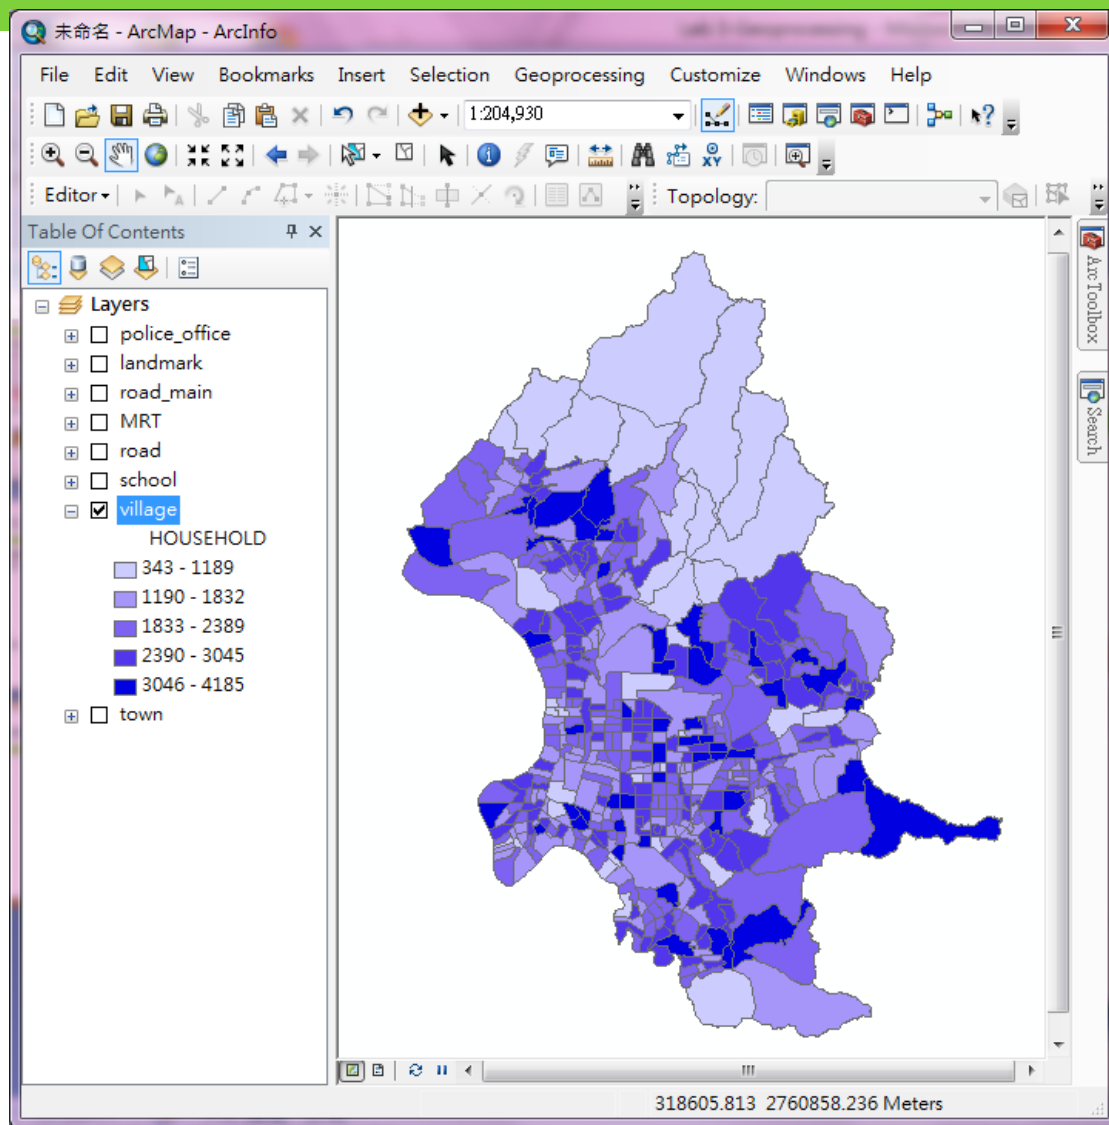 未命名 - ArcMap - ArcInfo
File Edit View Bookmarks Insert Selection Geoprocessing Customize Windows Help
1:204,930
Editor Topology:
Table Of Contents
Layers
police_office
landmark
road_main
MRT
road
school
village
HOUSEHOLD
343 - 1189
1190 - 1832
1833 - 2389
2390 - 3045
3046 - 4185
town
ArcToolbox
Search
318605.813 2760858.236 Meters